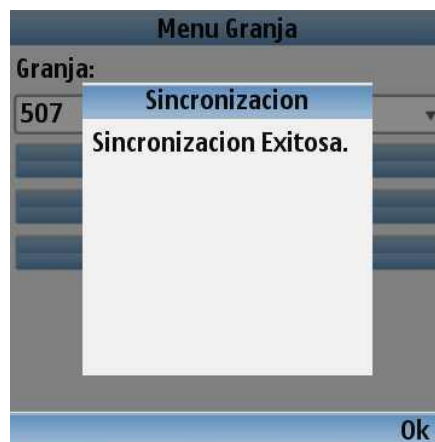 Menu Granja
Granja:
507
Sincronizacion
Sincronizacion Exitosa.
Ok